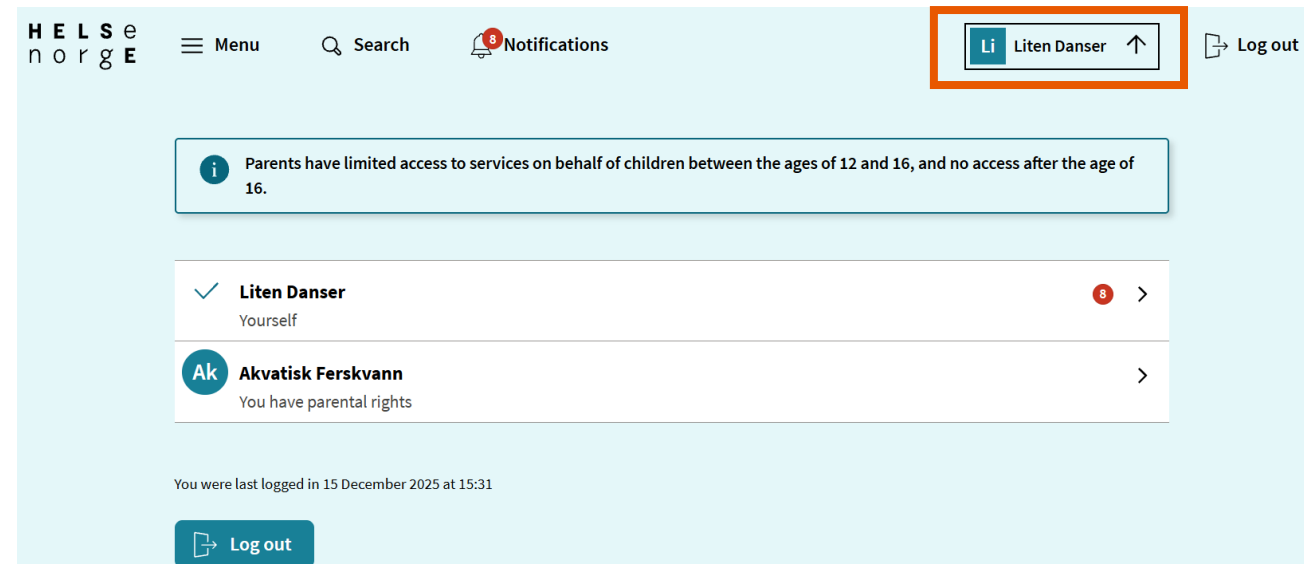 HELSe
norgE
Menu
Search
8
Notifications
Li
Liten Danser
Log out
Parents have limited access to services on behalf of children between the ages of 12 and 16, and no access after the age of
16.
Liten Danser
8
Yourself
Ak
Akvatisk Ferskvann
You have parental rights
You were last logged in 15 December 2025 at 15:31
Log out